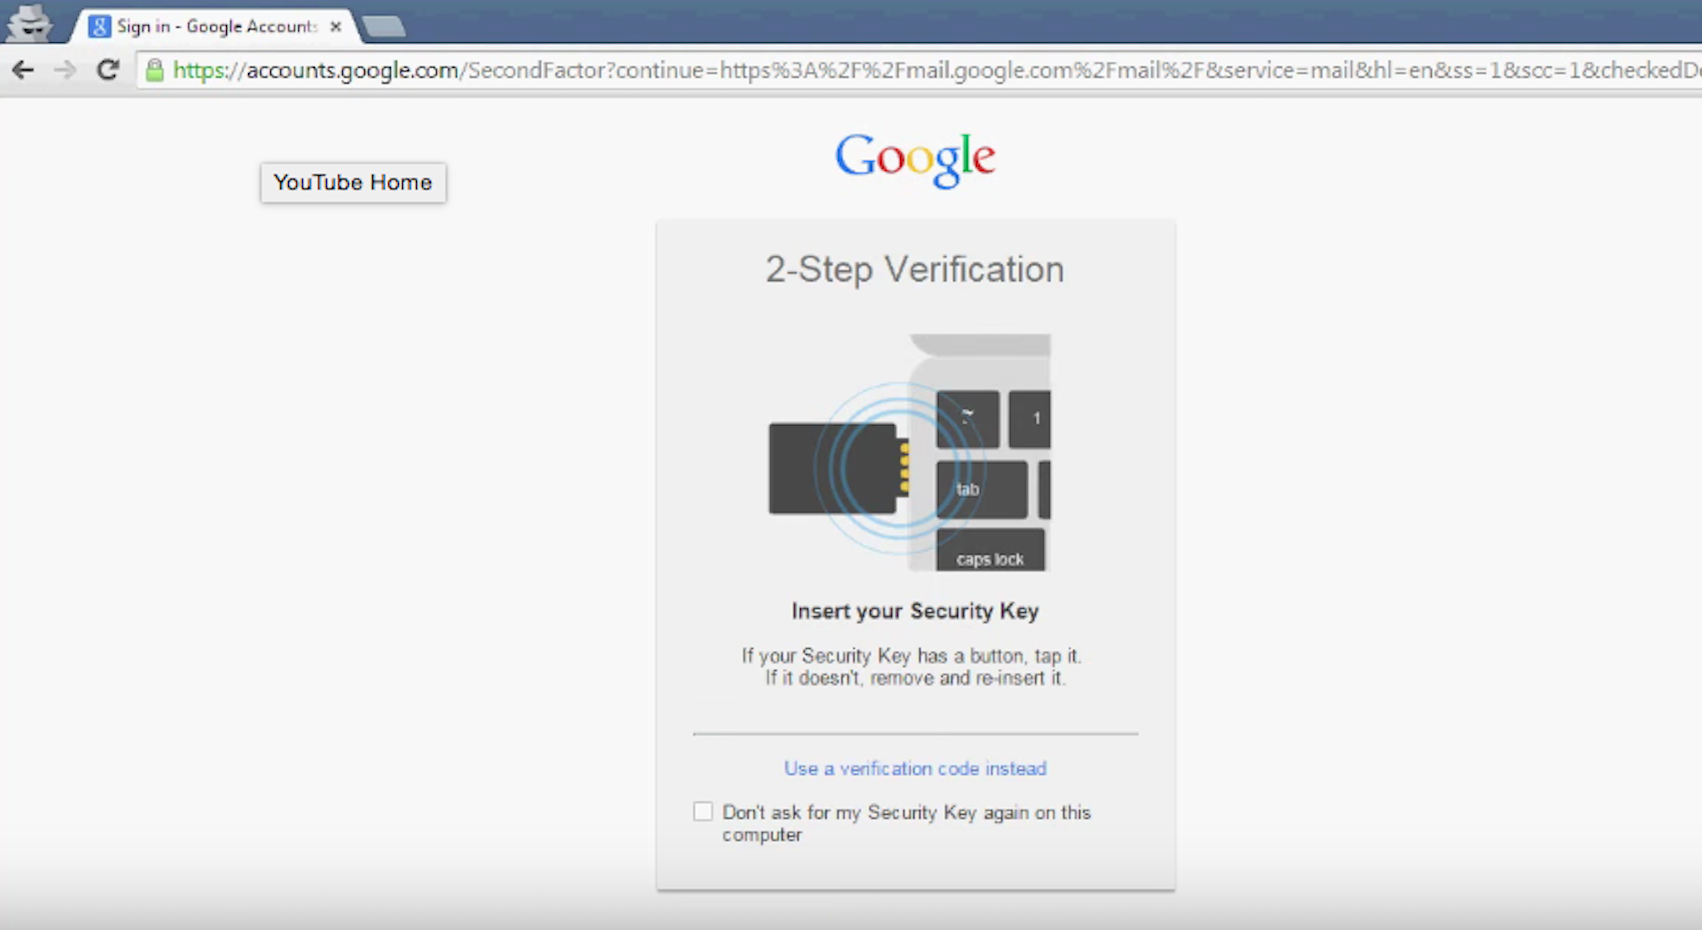 Sign in - Google Accounts
https://accounts.google.com/SecondFactor?continue=https%3A%2F%2Fmail.google.com%2Fmail%2F&service=mail&hl=en&ss=1&scc=1&checkedDo
Google
YouTube Home
2-Step Verification
~ 1
tab
caps lock
Insert your Security Key
If your Security Key has a button, tap it.
If it doesn't, remove and re-insert it.
Use a verification code instead
Don't ask for my Security Key again on this
computer